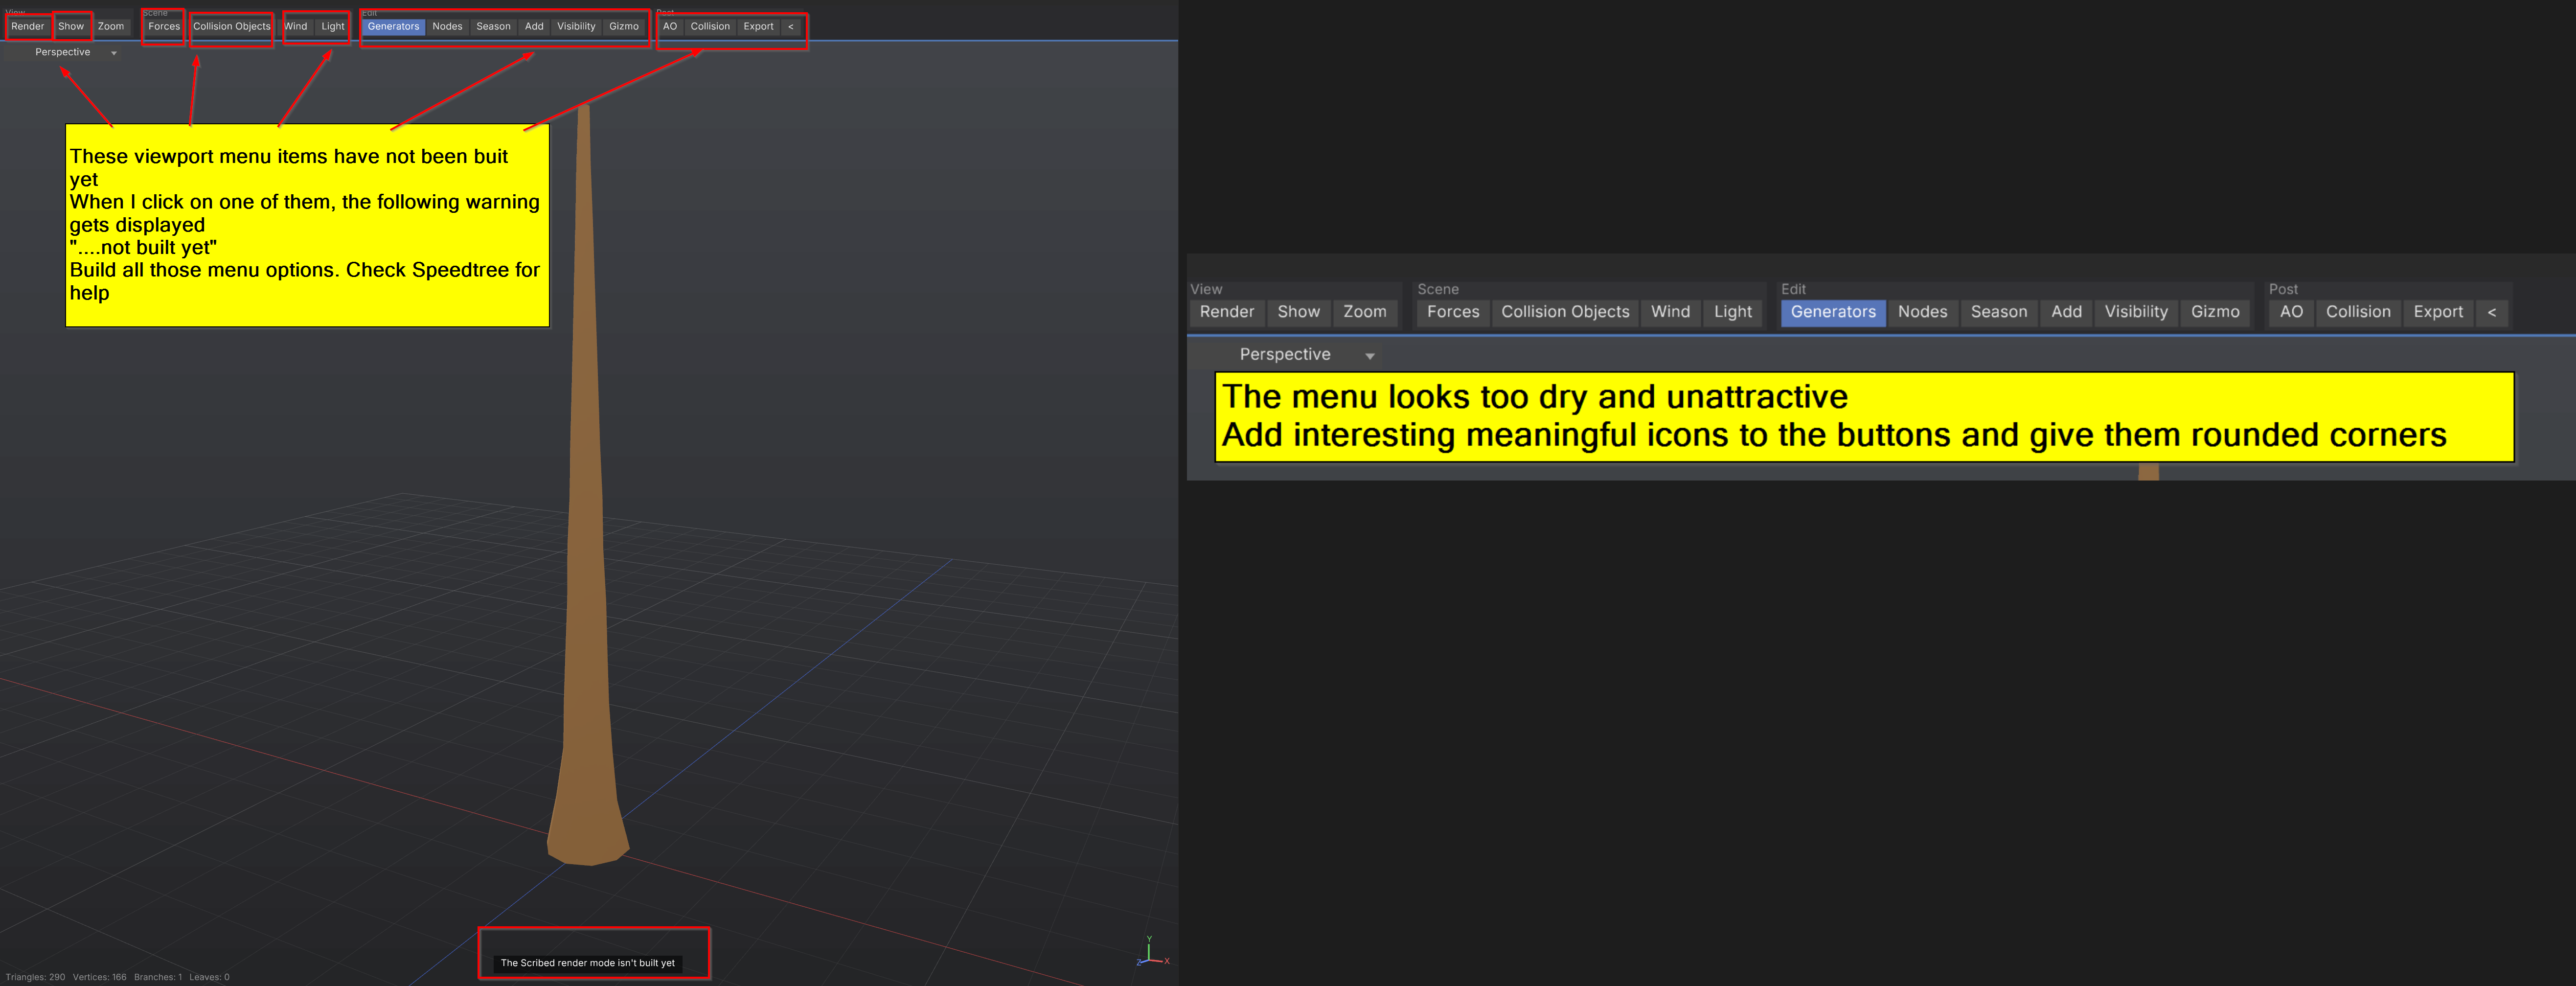 View Scene Edit Post
Render Show Zoom Forces Collision Objects Wind Light Generators Nodes Season Add Visibility Gizmo AO Collision Export <
Perspective
These viewport menu items have not been buit
yet
When I click on one of them, the following warning
gets displayed
"....not built yet"
Build all those menu options. Check Speedtree for
help
The Scribed render mode isn't built yet
Triangles: 290 Vertices: 166 Branches: 1 Leaves: 0
Y
Z
X
View Scene Edit Post
Render Show Zoom Forces Collision Objects Wind Light Generators Nodes Season Add Visibility Gizmo AO Collision Export <
Perspective
The menu looks too dry and unattractive
Add interesting meaningful icons to the buttons and give them rounded corners